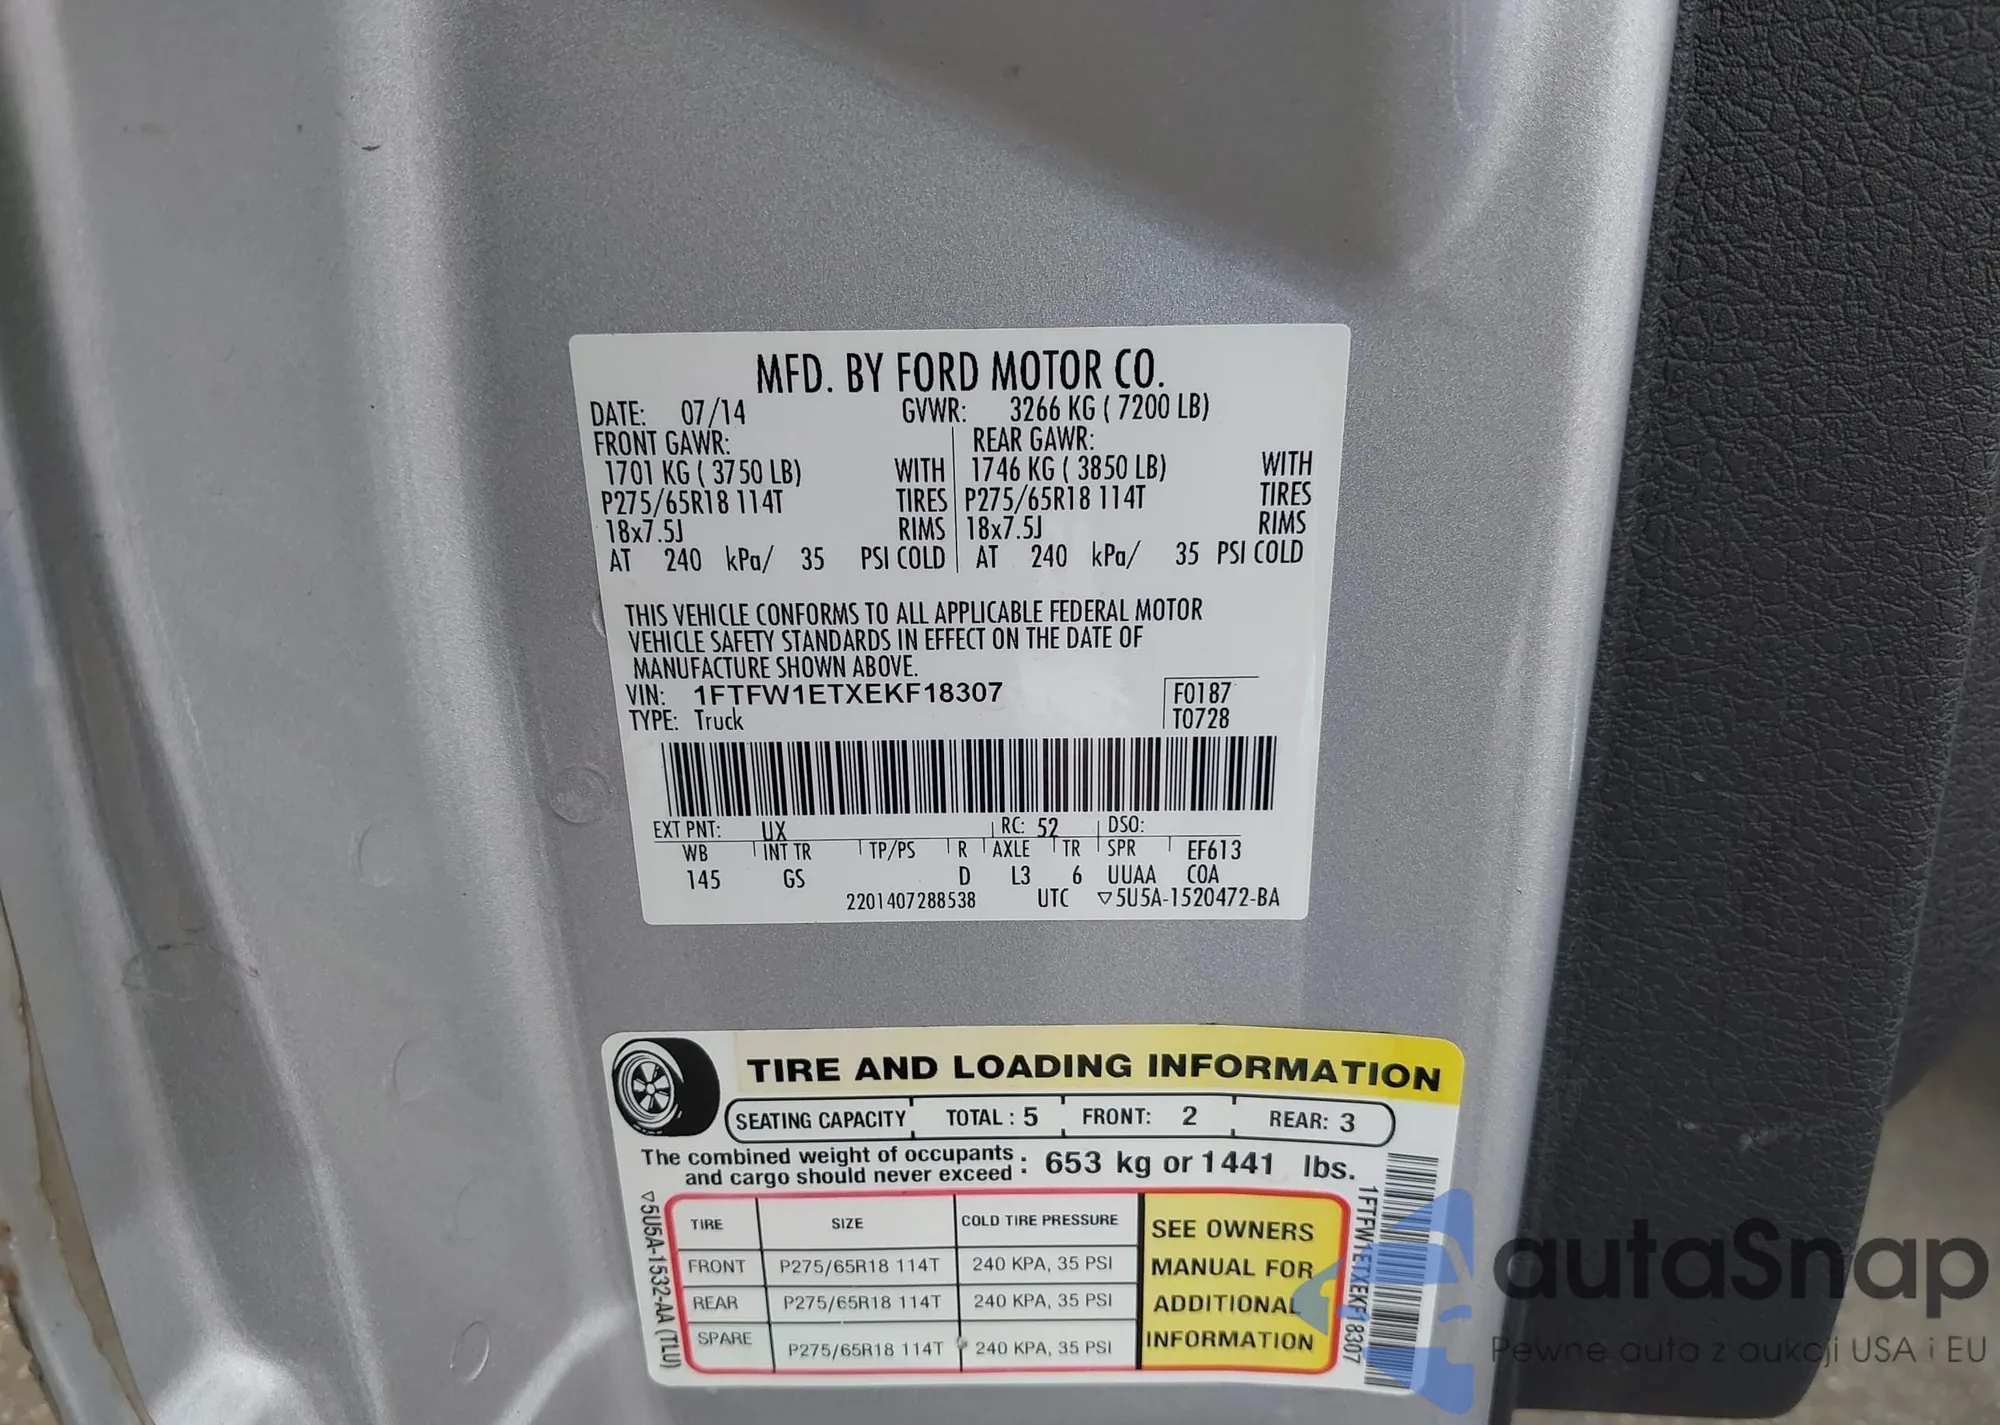 MFD. BY FORD MOTOR CO.
DATE: 07/14 GVWR: 3266 KG ( 7200 LB)
FRONT GAWR: REAR GAWR:
1701 KG ( 3750 LB) WITH 1746 KG ( 3850 LB) WITH
P275/65R18 114T TIRES P275/65R18 114T TIRES
18x7.5J RIMS 18x7.5J RIMS
AT 240 kPa/ 35 PSI COLD AT 240 kPa/ 35 PSI COLD
THIS VEHICLE CONFORMS TO ALL APPLICABLE FEDERAL MOTOR
VEHICLE SAFETY STANDARDS IN EFFECT ON THE DATE OF
MANUFACTURE SHOWN ABOVE.
VIN: 1FTFW1ETXEKF18307 F0187
TYPE: Truck T0728
EXT PNT: UX RC: 52 DSO:
WB INT TR TP/PS R AXLE TR SPR EF613
145 GS D L3 6 UUAA COA
2201407288538 UTC ▽5U5A-1520472-BA
TIRE AND LOADING INFORMATION
SEATING CAPACITY TOTAL : 5 FRONT: 2 REAR: 3
The combined weight of occupants
and cargo should never exceed : 653 kg or 1441 lbs.
TIRE SIZE COLD TIRE PRESSURE
FRONT P275/65R18 114T 240 KPA, 35 PSI
REAR P275/65R18 114T 240 KPA, 35 PSI
SPARE P275/65R18 114T 240 KPA, 35 PSI
SEE OWNERS
MANUAL FOR
ADDITIONAL
INFORMATION
▽5U5A-1532-AA (TLU)
1FTFW1ETXEKF18307
autaSnap
Pewne auta z aukcji USA i EU